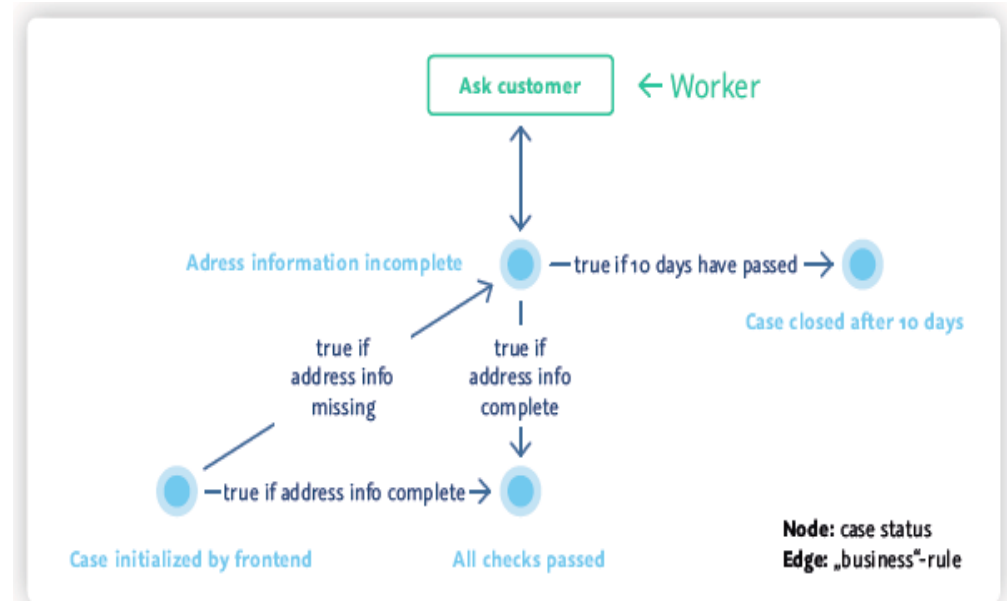 Ask customer
← Worker
Adress information incomplete
true if 10 days have passed
Case closed after 10 days
true if
address info
missing
true if
address info
complete
true if address info complete
Case initialized by frontend
All checks passed
Node: case status
Edge: „business“-rule